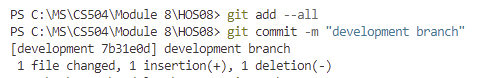 PS C:\MS\CS504\Module 8\HOS08> git add --all
PS C:\MS\CS504\Module 8\HOS08> git commit -m "development branch"
[development 7b31e0d] development branch
1 file changed, 1 insertion(+), 1 deletion(-)